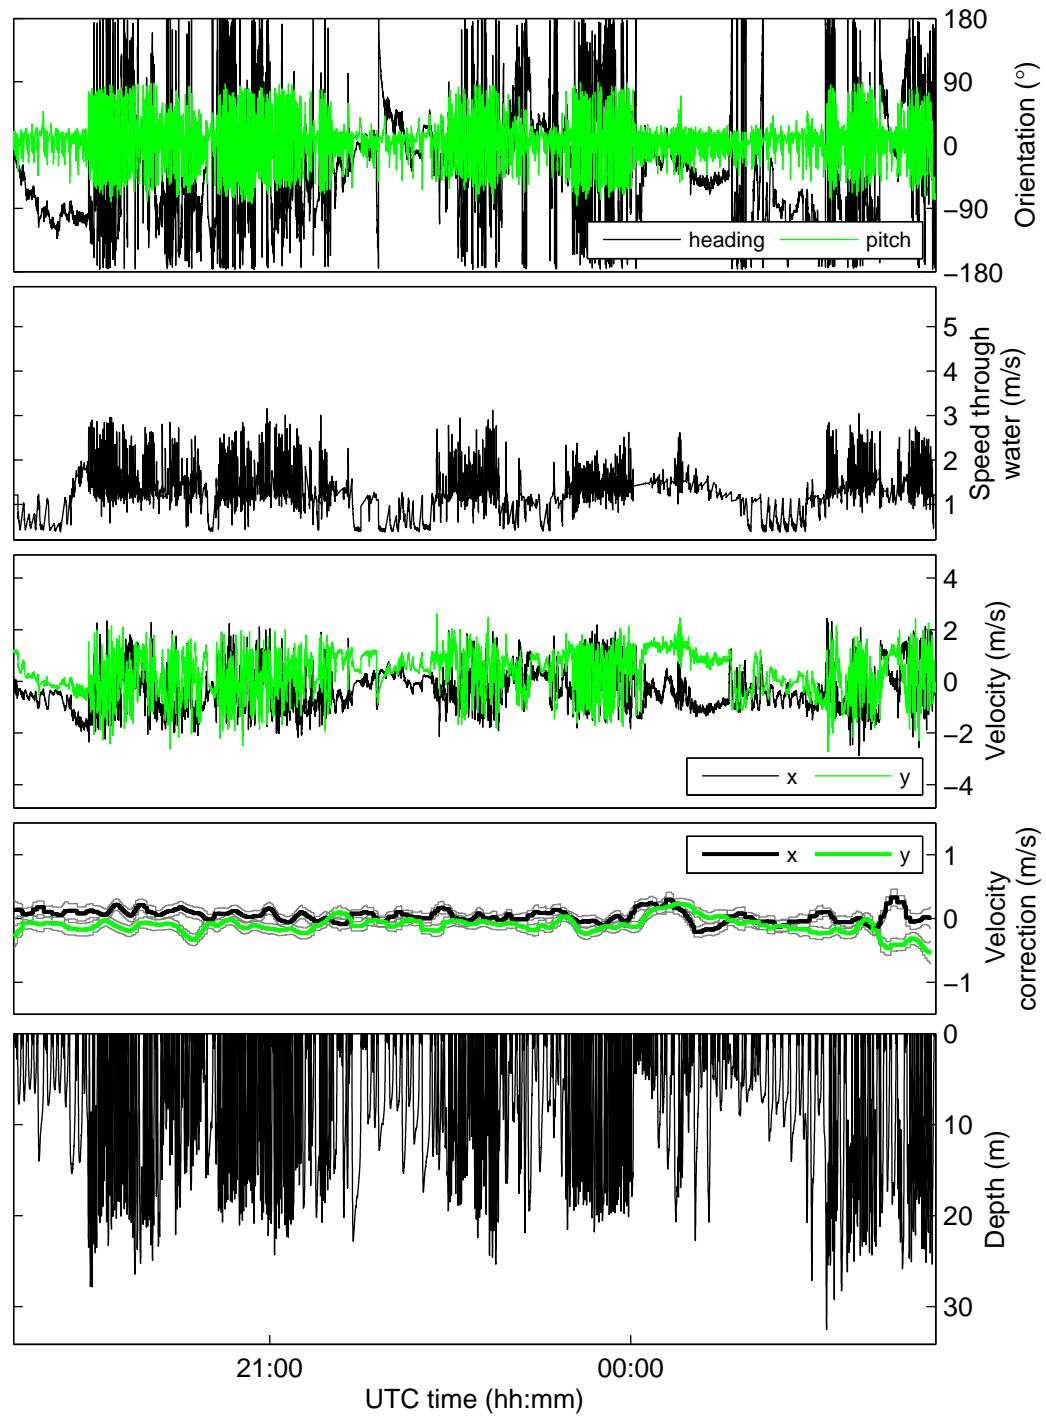 180
90
0
−90
−180
Orientation (°)
heading
pitch
5
4
3
2
1
Speed through
water (m/s)
4
2
0
−2
−4
Velocity (m/s)
x
y
x
y
1
0
−1
Velocity
correction (m/s)
0
10
20
30
Depth (m)
21:00
00:00
UTC time (hh:mm)